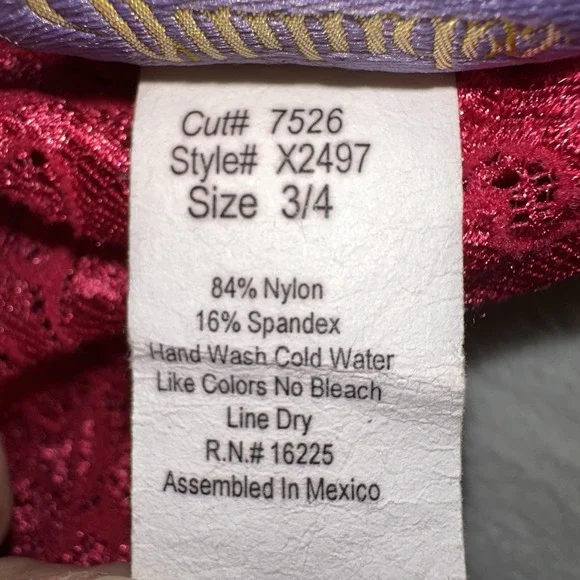 Cut# 7526
Style# X2497
Size 3/4
84% Nylon
16% Spandex
Hand Wash Cold Water
Like Colors No Bleach
Line Dry
R.N.# 16225
Assembled In Mexico